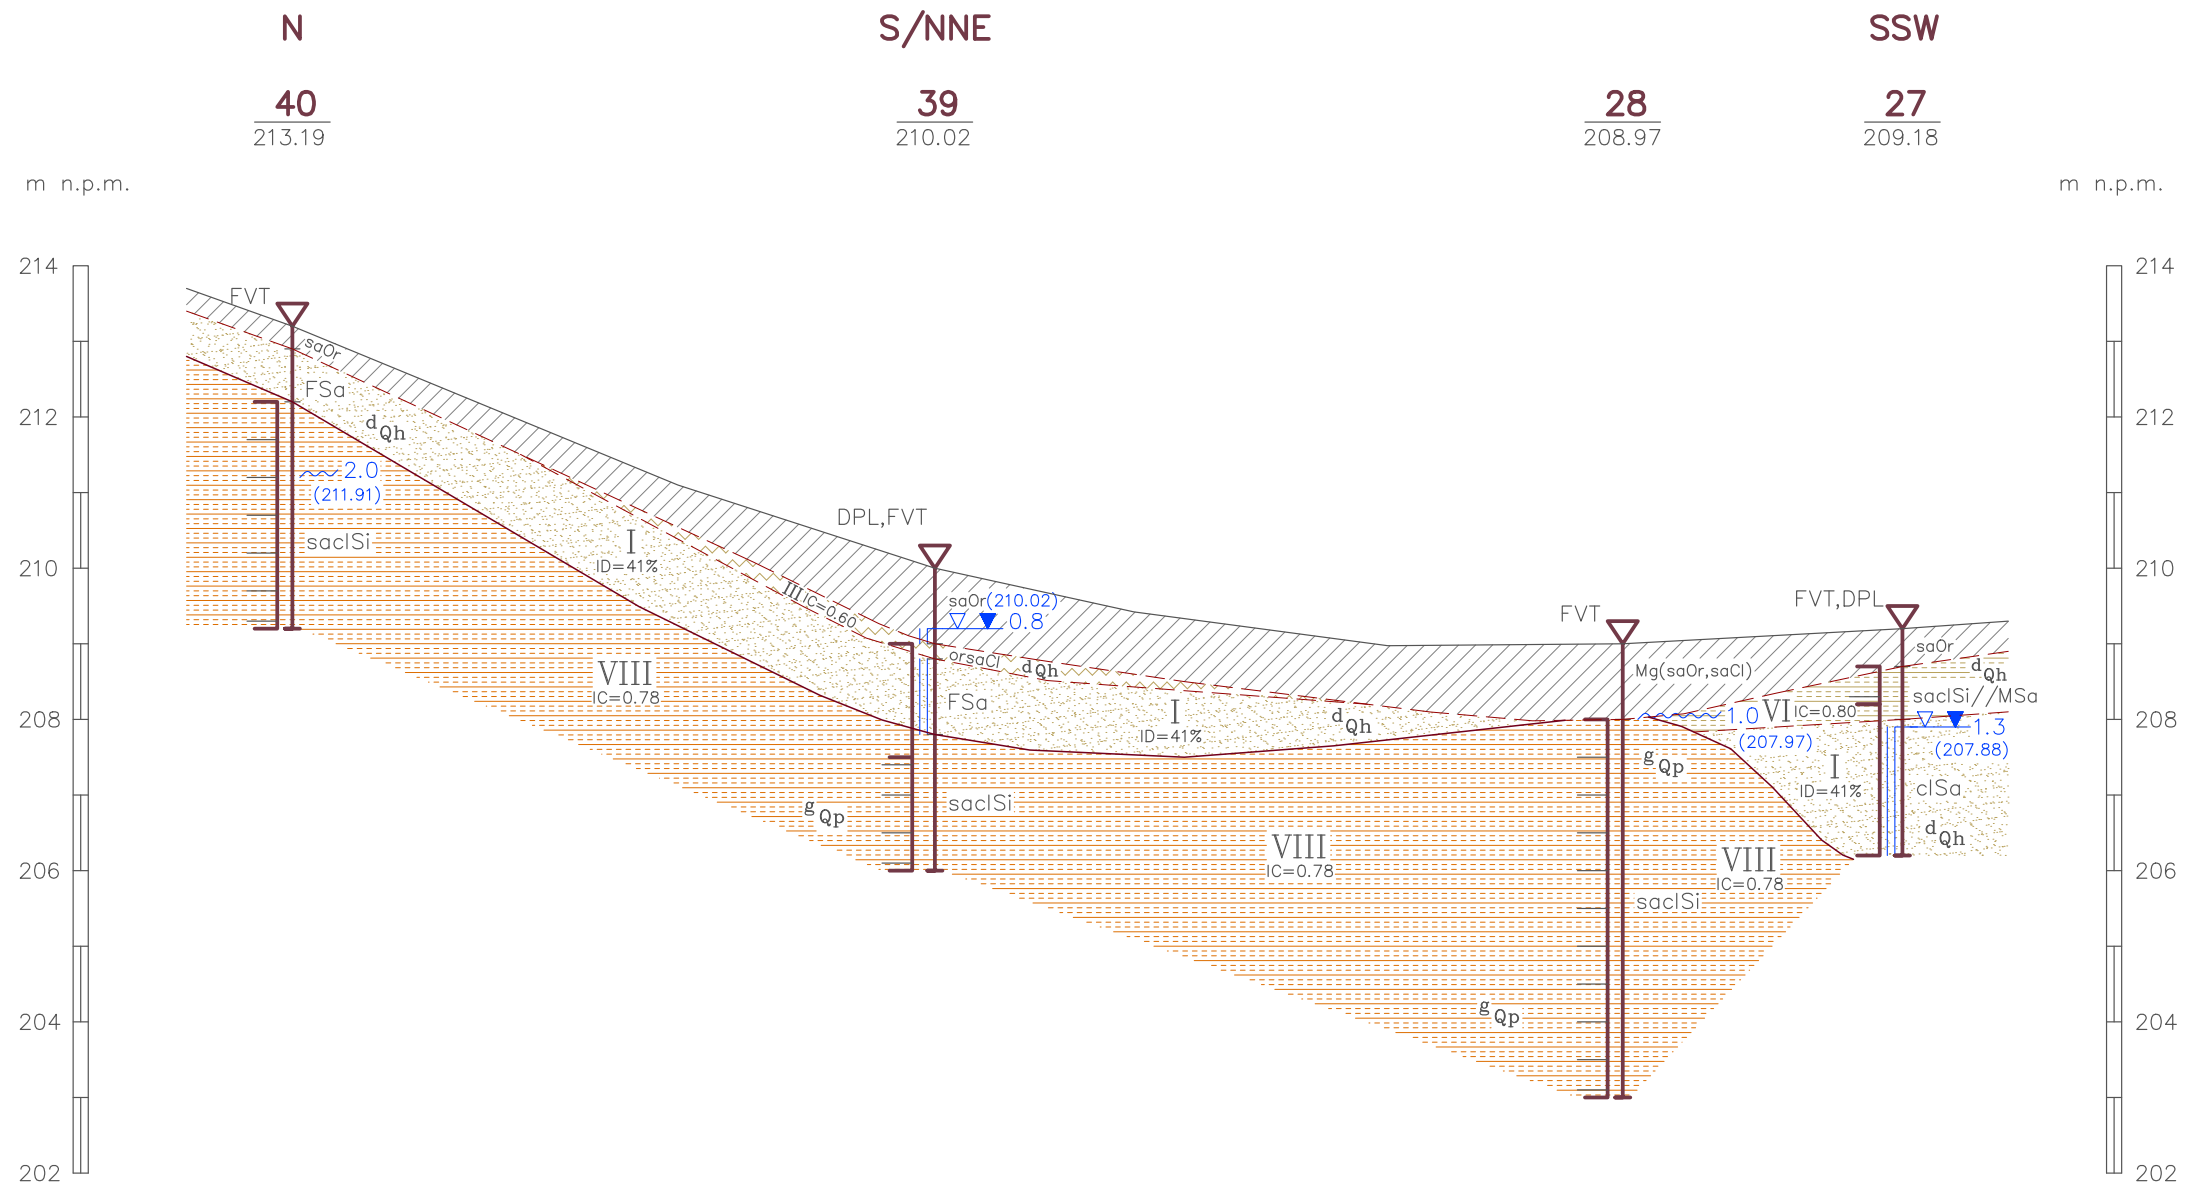 N S/NNE SSW
40 39 28 27
213.19 210.02 208.97 209.18
m n.p.m. m n.p.m.
214 214
FVT
saOr
FSa
dQh
212 212
2.0
(211.91)
DPL,FVT
saclSi
I
ID=41%
210 210
III IC=0.60
saOr (210.02)
0.8
FVT
FVT,DPL
saOr
orsaCl
dQh
Mg(saOr,saCl)
dQh
VIII
IC=0.78
FSa
saclSi//MSa
I
ID=41%
dQh
1.0
(207.97)
VI IC=0.80
208 208
1.3
(207.88)
gQp
I
ID=41%
clSa
saclSi
gQp
dQh
VIII
IC=0.78
VIII
IC=0.78
206 206
saclSi
gQp
204 204
202 202